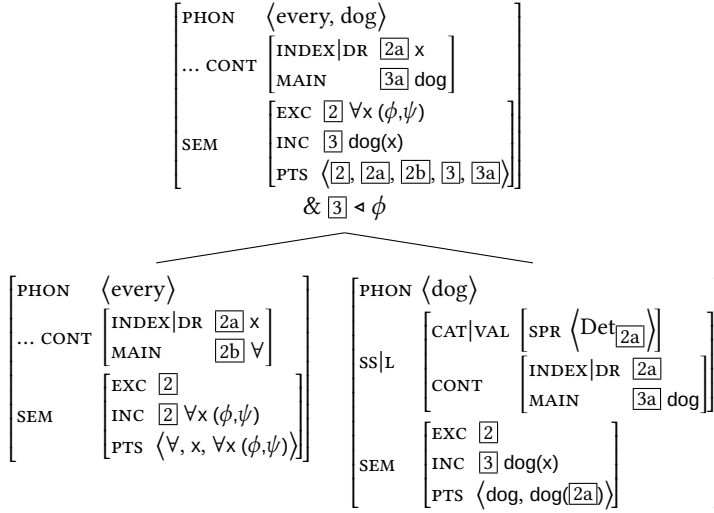 PHON ⟨every, dog⟩
… CONT [INDEX|DR [2a] x
MAIN [3a] dog]
SEM [EXC [2] ∀x (ϕ,ψ)
INC [3] dog(x)
PTS ⟨[2], [2a], [2b], [3], [3a]⟩]
& [3] ◂ ϕ
PHON ⟨every⟩
… CONT [INDEX|DR [2a] x
MAIN [2b] ∀]
SEM [EXC [2]
INC [2] ∀x (ϕ,ψ)
PTS ⟨∀, x, ∀x (ϕ,ψ)⟩]
PHON ⟨dog⟩
SS|L [CAT|VAL [SPR ⟨Det[2a]⟩]
CONT [INDEX|DR [2a]
MAIN [3a] dog]]
SEM [EXC [2]
INC [3] dog(x)
PTS ⟨dog, dog([2a])⟩]